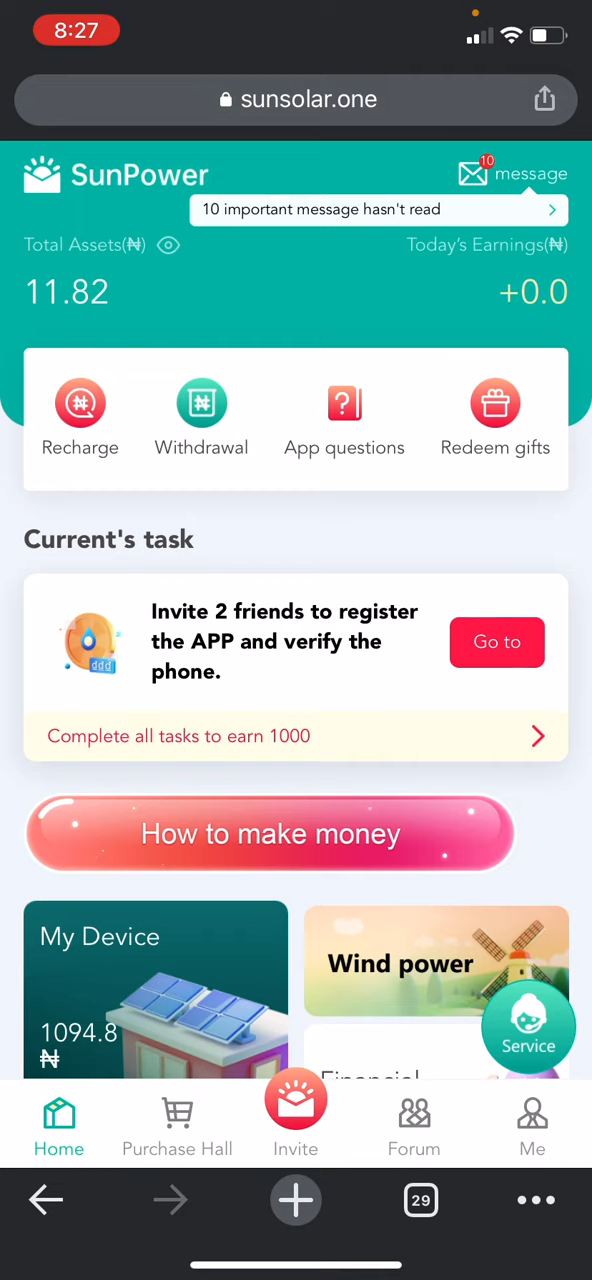 8:27
sunsolar.one
SunPower
10
message
10 important message hasn't read
Total Assets(₦)
Today's Earnings(₦)
11.82
+0.0
Recharge
Withdrawal
App questions
Redeem gifts
Current's task
Invite 2 friends to register
the APP and verify the
phone.
Go to
ddd
Complete all tasks to earn 1000
How to make money
My Device
Wind power
1094.8
₦
Service
Home
Purchase Hall
Invite
Forum
Me
29